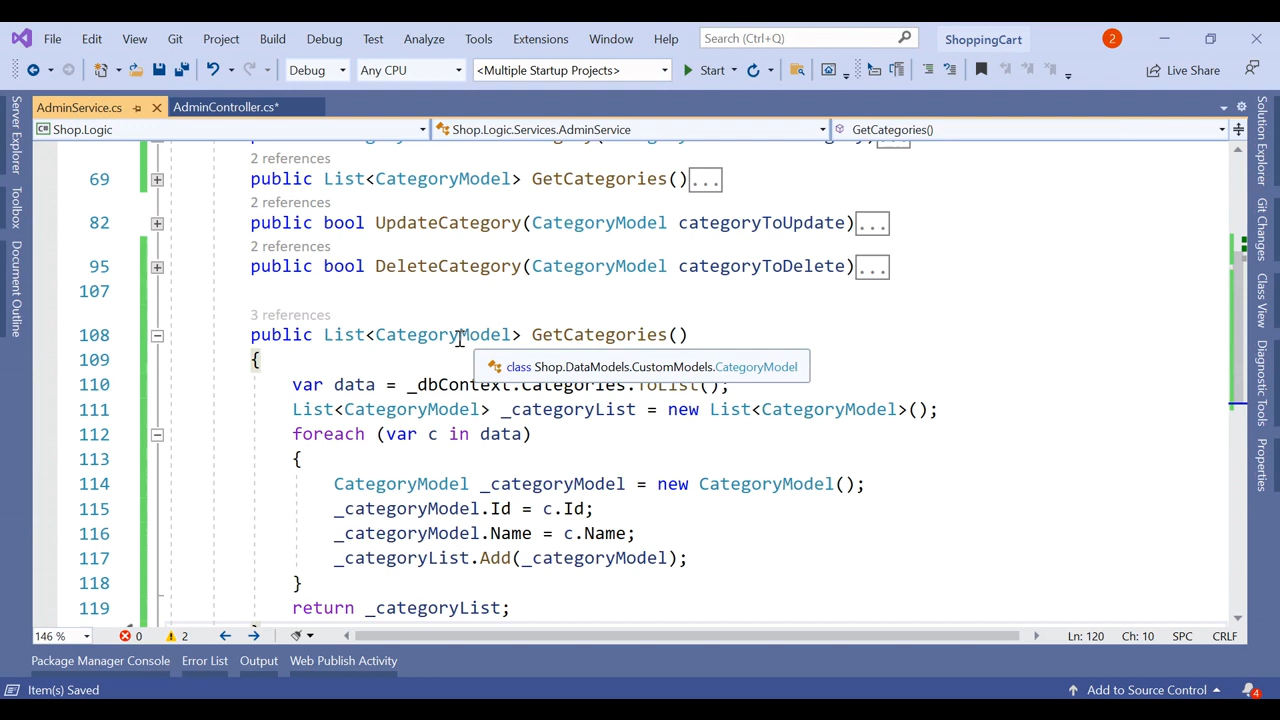 File Edit View Git Project Build Debug Test Analyze Tools Extensions Window Help Search (Ctrl+Q) ShoppingCart 2
Debug Any CPU <Multiple Startup Projects> Start Live Share
AdminService.cs AdminController.cs*
Shop.Logic Shop.Logic.Services.AdminService GetCategories()
Server Explorer
Toolbox
Document Outline
2 references
69 public List<CategoryModel> GetCategories()...
2 references
82 public bool UpdateCategory(CategoryModel categoryToUpdate)...
2 references
95 public bool DeleteCategory(CategoryModel categoryToDelete)...
107
3 references
108 public List<CategoryModel> GetCategories()
109 {
class Shop.DataModels.CustomModels.CategoryModel
110 var data = _dbContext.Categories.ToList();
111 List<CategoryModel> _categoryList = new List<CategoryModel>();
112 foreach (var c in data)
113 {
114 CategoryModel _categoryModel = new CategoryModel();
115 _categoryModel.Id = c.Id;
116 _categoryModel.Name = c.Name;
117 _categoryList.Add(_categoryModel);
118 }
119 return _categoryList;
Solution Explorer
Git Changes
Class View
Diagnostic Tools
Properties
146 % 0 2 Ln: 120 Ch: 10 SPC CRLF
Package Manager Console Error List Output Web Publish Activity
Item(s) Saved Add to Source Control 4